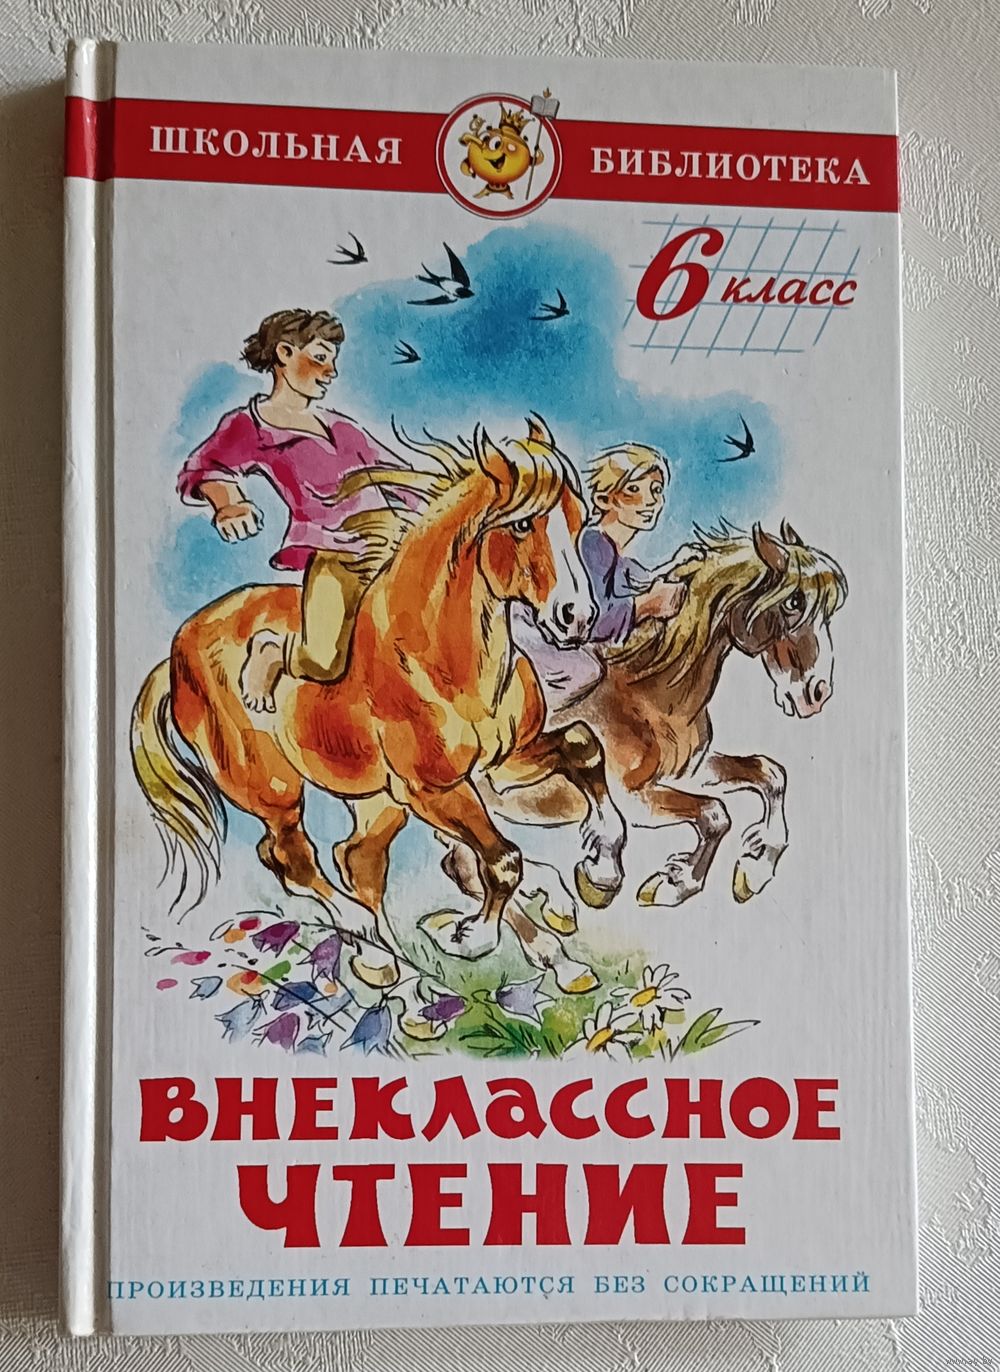 ШКОЛЬНАЯ БИБЛИОТЕКА
6 класс
ВНЕКЛАССНОЕ
ЧТЕНИЕ
ПРОИЗВЕДЕНИЯ ПЕЧАТАЮТСЯ БЕЗ СОКРАЩЕНИЙ